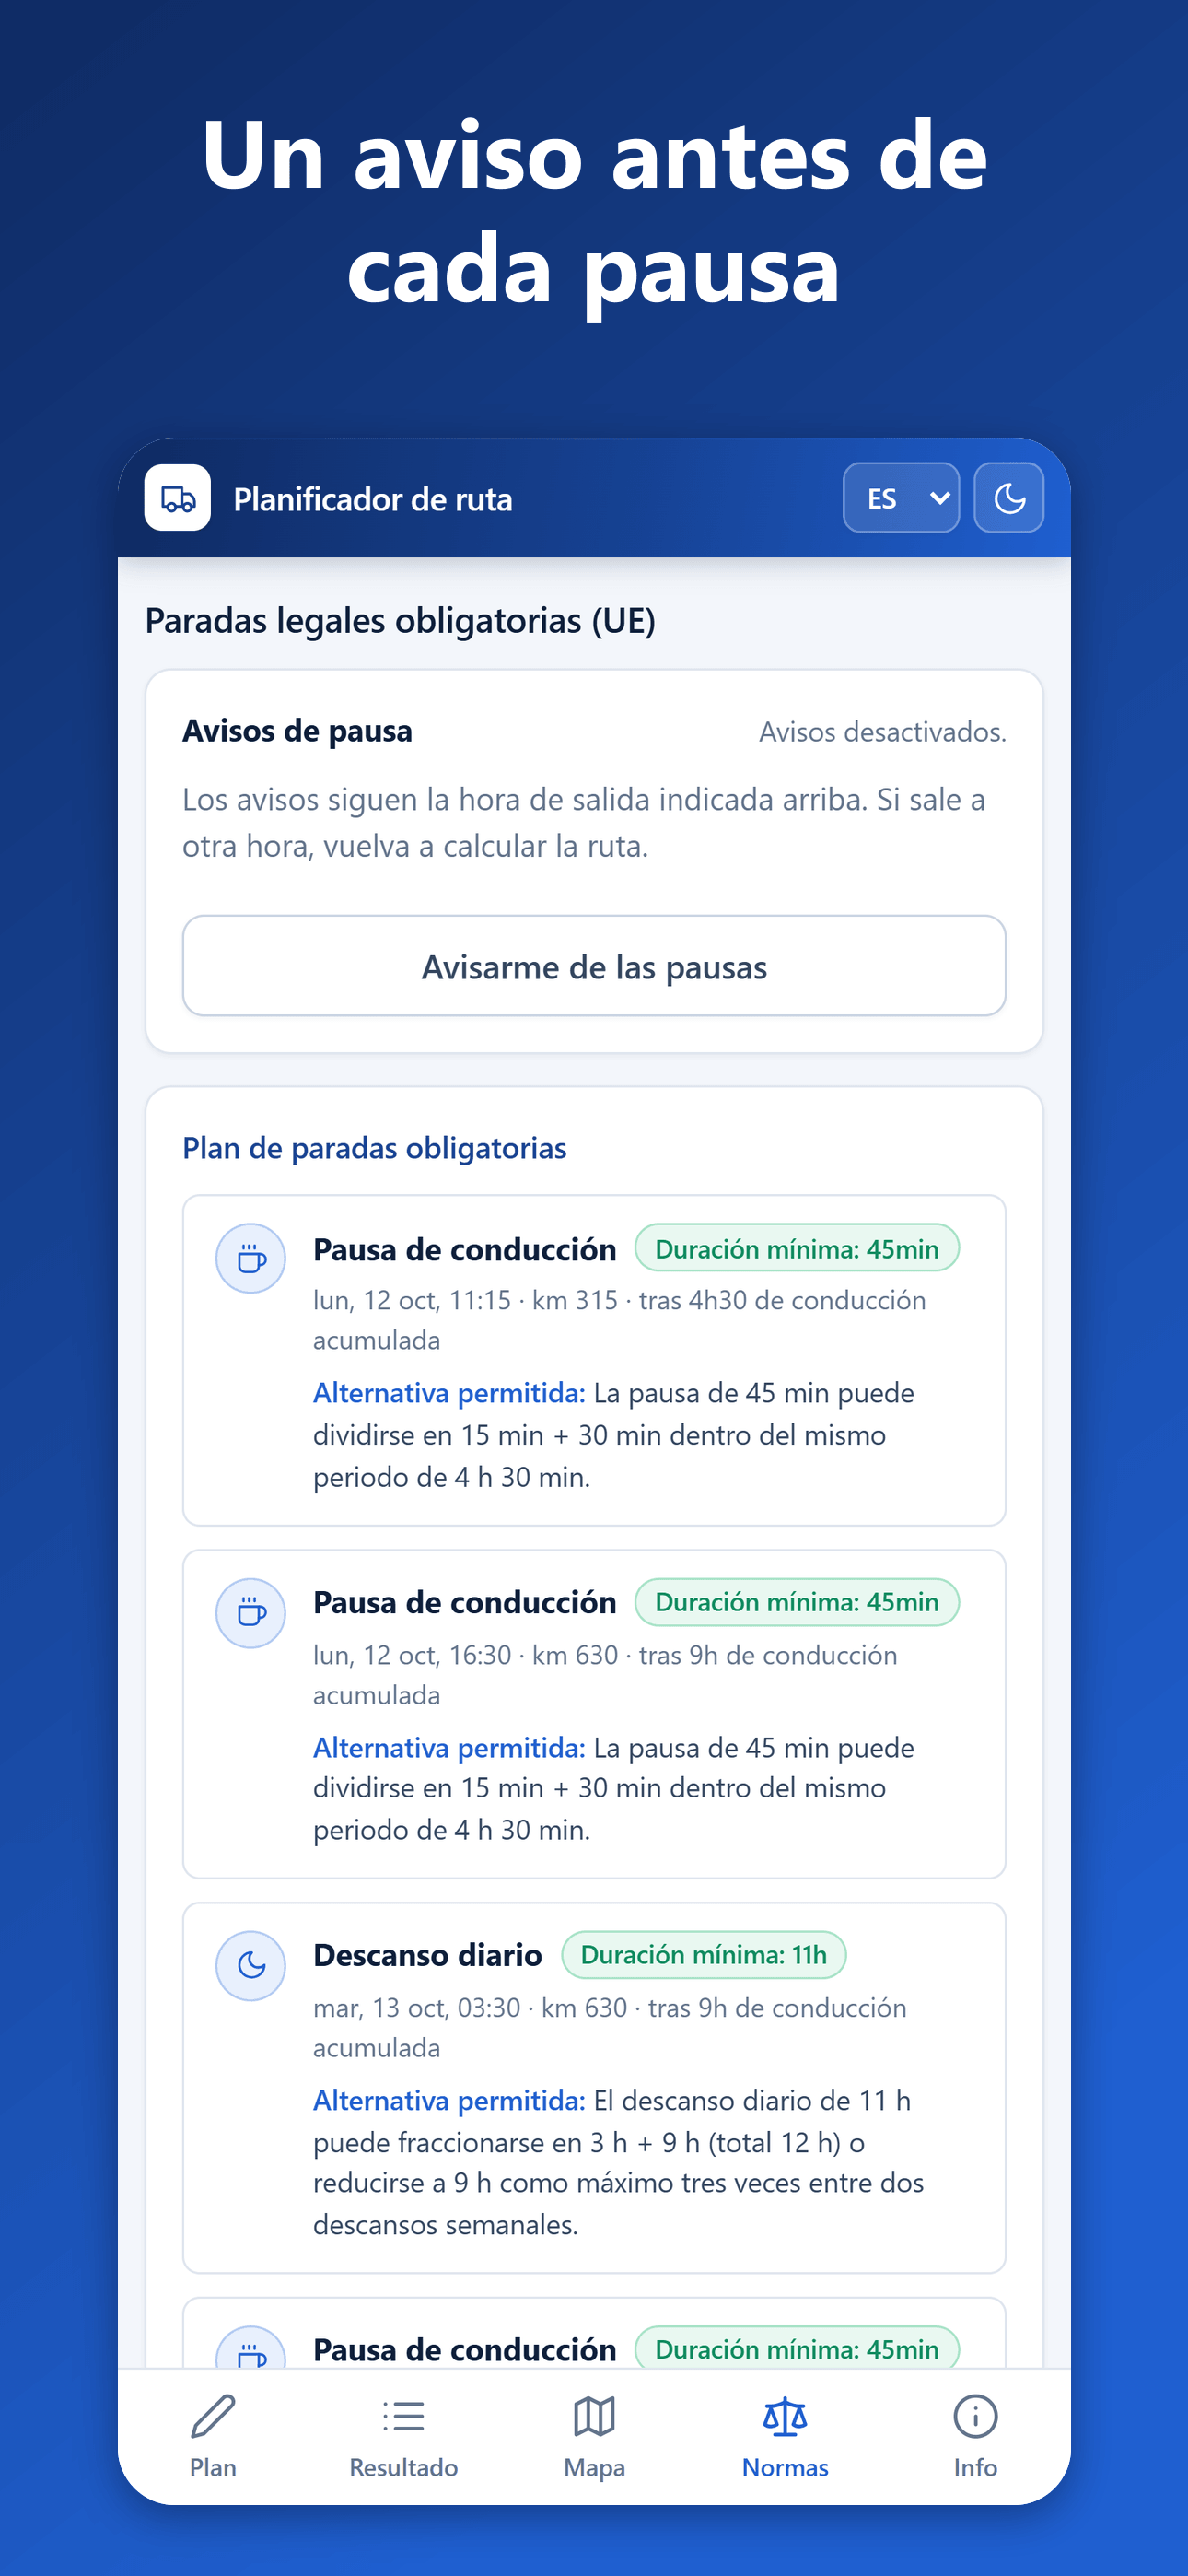 Un aviso antes de
cada pausa
Planificador de ruta
ES
Paradas legales obligatorias (UE)
Avisos de pausa
Avisos desactivados.
Los avisos siguen la hora de salida indicada arriba. Si sale a
otra hora, vuelva a calcular la ruta.
Avisarme de las pausas
Plan de paradas obligatorias
Pausa de conducción
Duración mínima: 45min
lun, 12 oct, 11:15 · km 315 · tras 4h30 de conducción
acumulada
Alternativa permitida: La pausa de 45 min puede
dividirse en 15 min + 30 min dentro del mismo
periodo de 4 h 30 min.
Pausa de conducción
Duración mínima: 45min
lun, 12 oct, 16:30 · km 630 · tras 9h de conducción
acumulada
Alternativa permitida: La pausa de 45 min puede
dividirse en 15 min + 30 min dentro del mismo
periodo de 4 h 30 min.
Descanso diario
Duración mínima: 11h
mar, 13 oct, 03:30 · km 630 · tras 9h de conducción
acumulada
Alternativa permitida: El descanso diario de 11 h
puede fraccionarse en 3 h + 9 h (total 12 h) o
reducirse a 9 h como máximo tres veces entre dos
descansos semanales.
Pausa de conducción
Duración mínima: 45min
Plan
Resultado
Mapa
Normas
Info